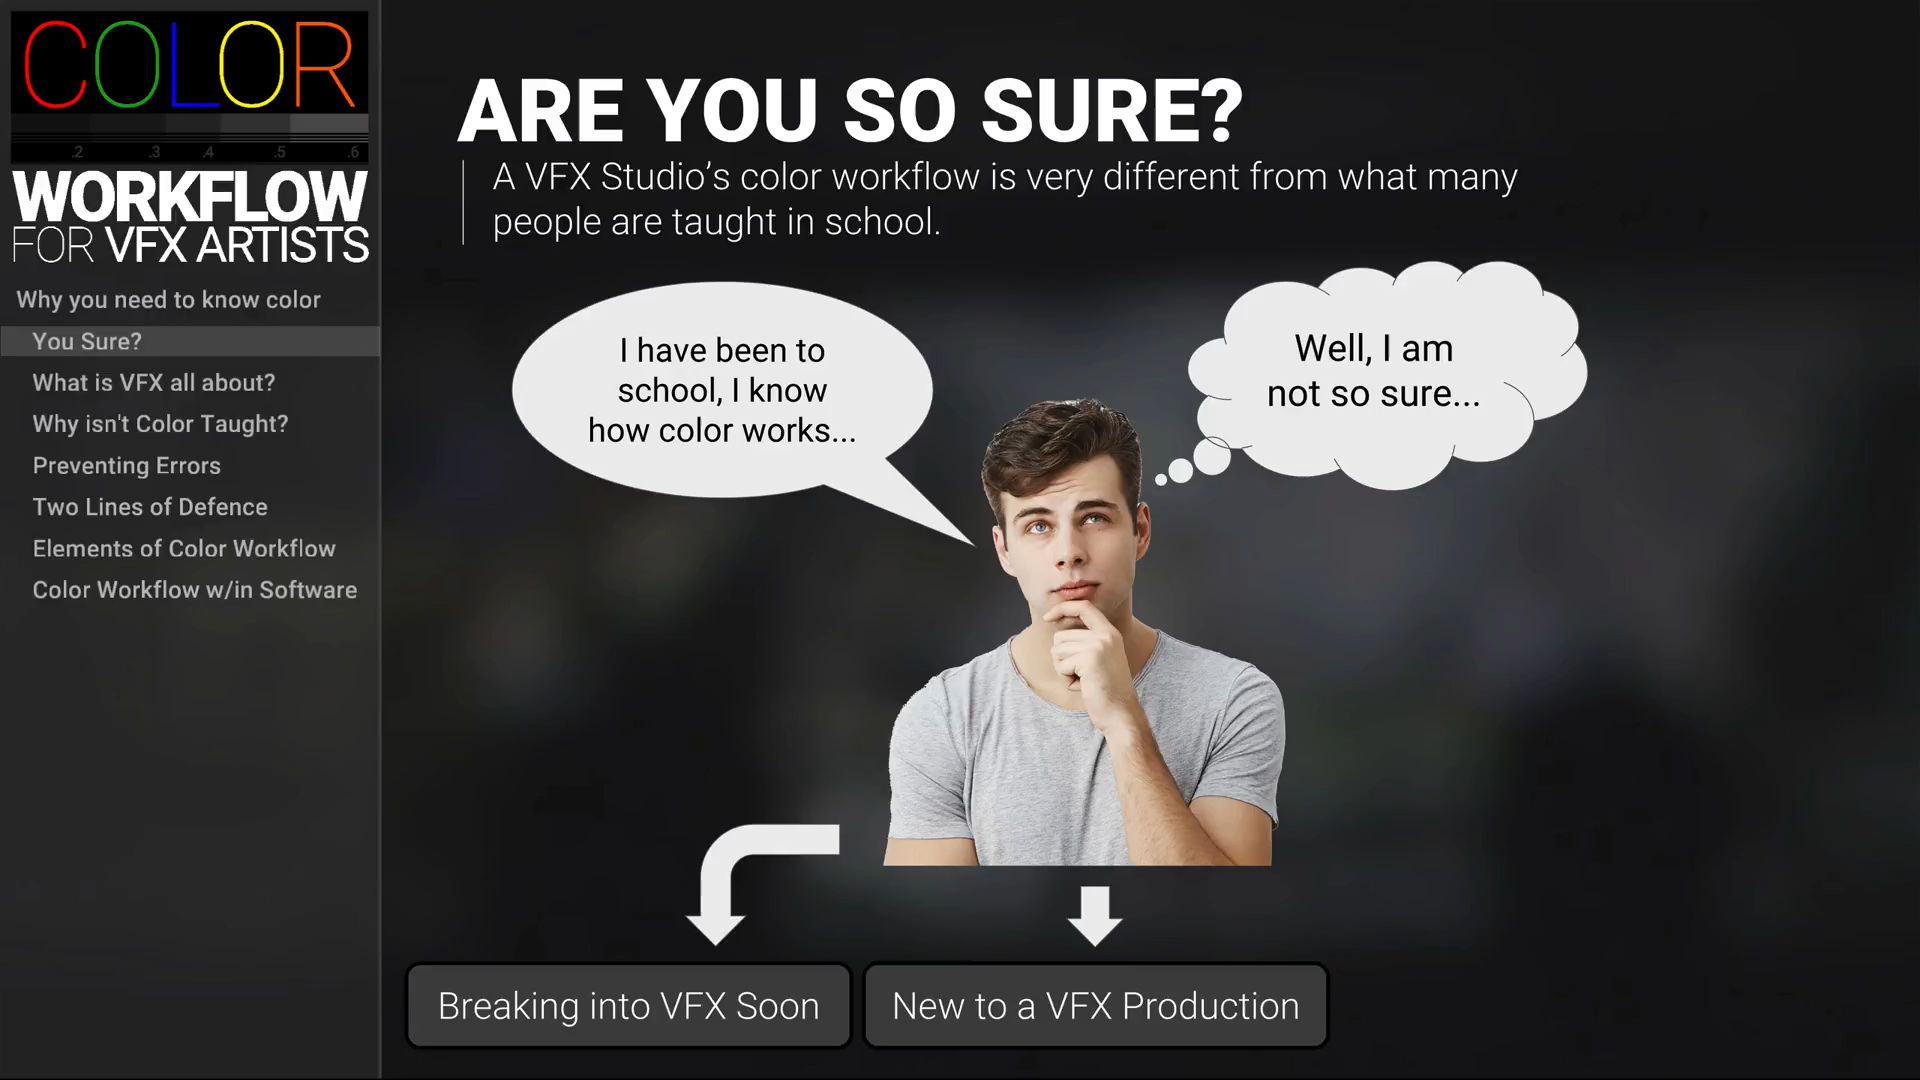 COLOR
.2 .3 .4 .5 .6
WORKFLOW
FOR VFX ARTISTS
Why you need to know color
You Sure?
What is VFX all about?
Why isn't Color Taught?
Preventing Errors
Two Lines of Defence
Elements of Color Workflow
Color Workflow w/in Software
ARE YOU SO SURE?
A VFX Studio’s color workflow is very different from what many
people are taught in school.
I have been to
school, I know
how color works...
Well, I am
not so sure...
Breaking into VFX Soon
New to a VFX Production